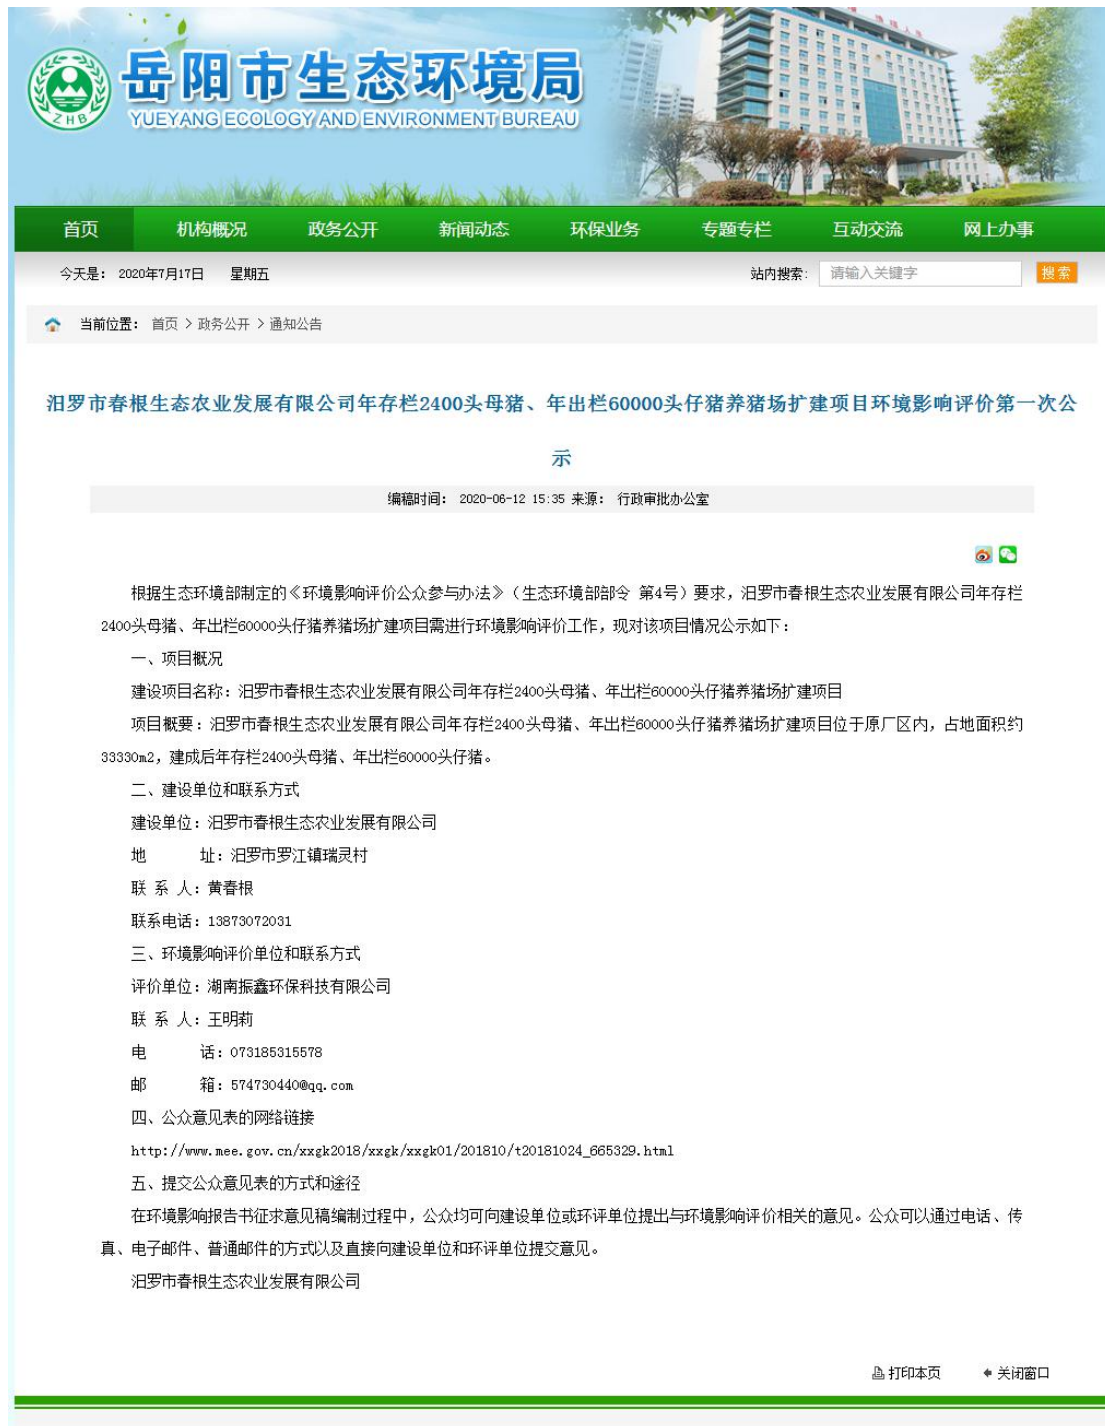 岳阳市生态环境局
YUEYANG ECOLOGY AND ENVIRONMENT BUREAU
ZHB
首页 机构概况 政务公开 新闻动态 环保业务 专题专栏 互动交流 网上办事
今天是： 2020年7月17日 星期五 站内搜索: 请输入关键字 搜索
当前位置： 首页 > 政务公开 > 通知公告
汨罗市春根生态农业发展有限公司年存栏2400头母猪、年出栏60000头仔猪养猪场扩建项目环境影响评价第一次公
示
编稿时间： 2020-06-12 15:35 来源： 行政审批办公室
根据生态环境部制定的《环境影响评价公众参与办法》（生态环境部部令 第4号）要求，汨罗市春根生态农业发展有限公司年存栏
2400头母猪、年出栏60000头仔猪养猪场扩建项目需进行环境影响评价工作，现对该项目情况公示如下：
一、项目概况
建设项目名称：汨罗市春根生态农业发展有限公司年存栏2400头母猪、年出栏60000头仔猪养猪场扩建项目
项目概要：汨罗市春根生态农业发展有限公司年存栏2400头母猪、年出栏60000头仔猪养猪场扩建项目位于原厂区内，占地面积约
33330m2，建成后年存栏2400头母猪、年出栏60000头仔猪。
二、建设单位和联系方式
建设单位：汨罗市春根生态农业发展有限公司
地 址：汨罗市罗江镇瑞灵村
联 系 人：黄春根
联系电话：13873072031
三、环境影响评价单位和联系方式
评价单位：湖南振鑫环保科技有限公司
联 系 人：王明莉
电 话：073185315578
邮 箱：574730440@qq.com
四、公众意见表的网络链接
http://www.mee.gov.cn/xxgk2018/xxgk/xxgk01/201810/t20181024_665329.html
五、提交公众意见表的方式和途径
在环境影响报告书征求意见稿编制过程中，公众均可向建设单位或环评单位提出与环境影响评价相关的意见。公众可以通过电话、传
真、电子邮件、普通邮件的方式以及直接向建设单位和环评单位提交意见。
汨罗市春根生态农业发展有限公司
打印本页 关闭窗口